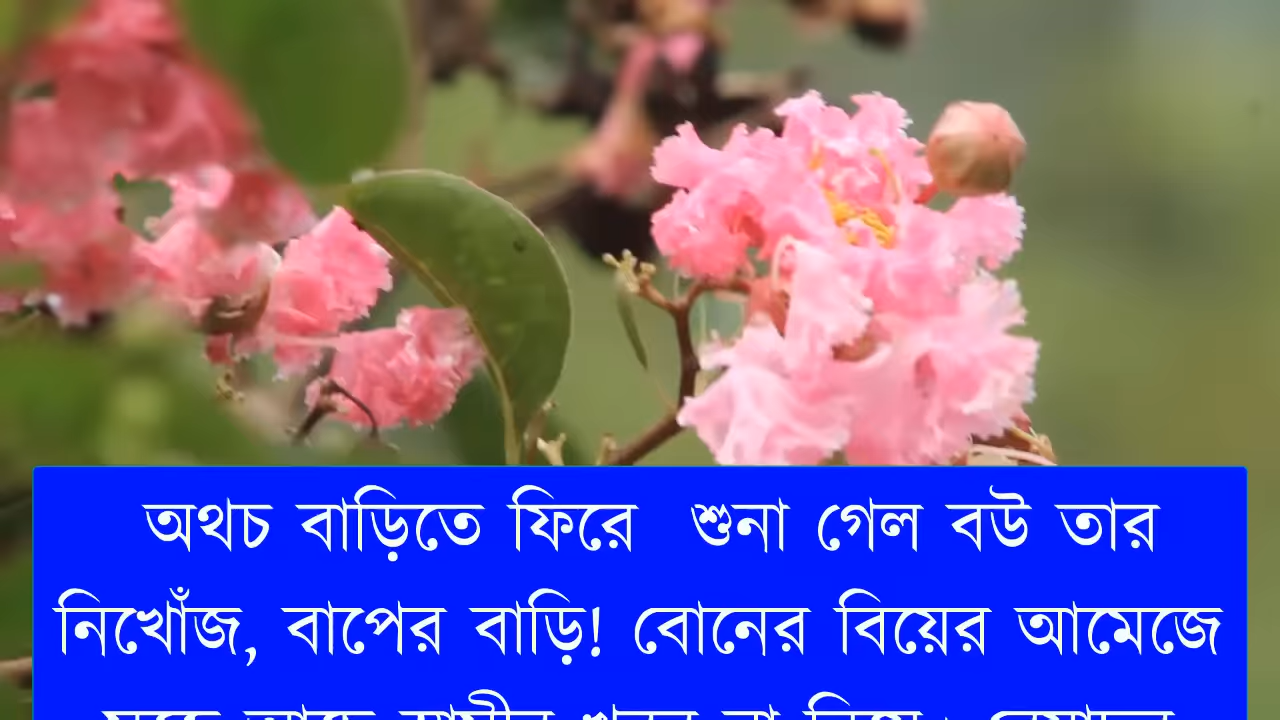 অথচ বাড়িতে ফিরে শুনা গেল বউ তার
নিখোঁজ, বাপের বাড়ি! বোনের বিয়ের আমেজে